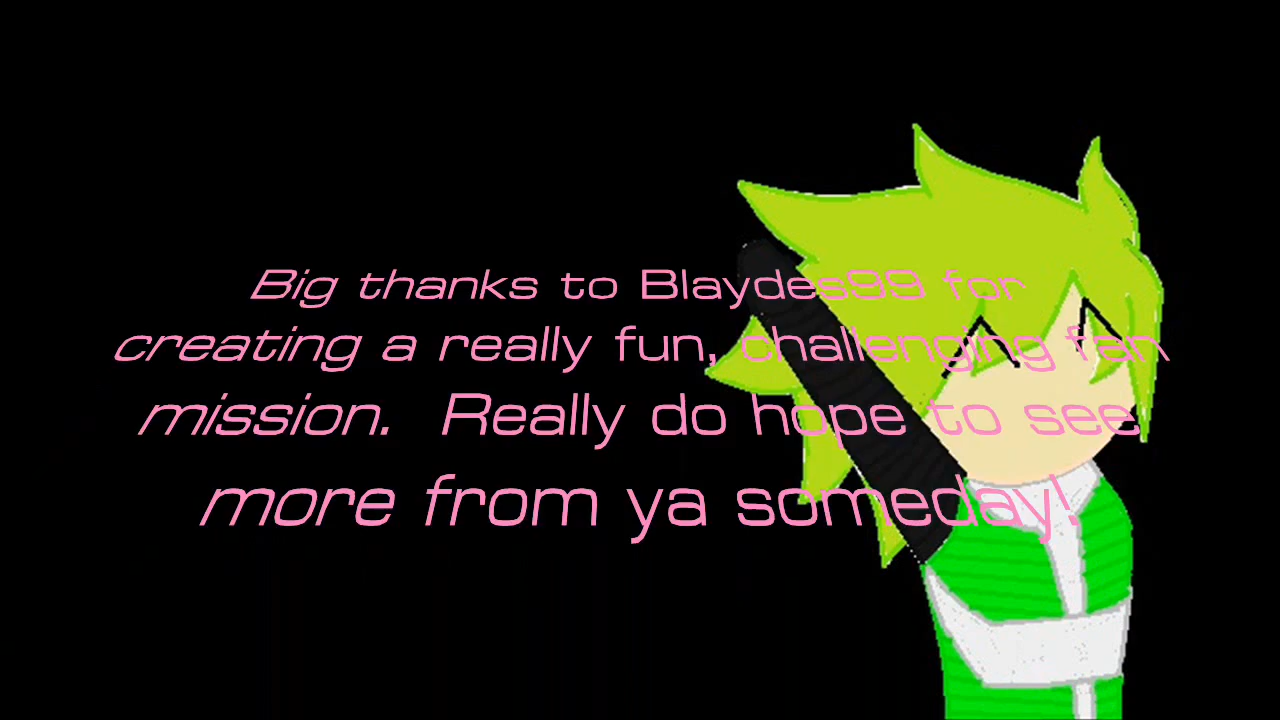 Big thanks to Blaydes99 for
creating a really fun, challenging fan
mission.  Really do hope to see
more from ya someday!